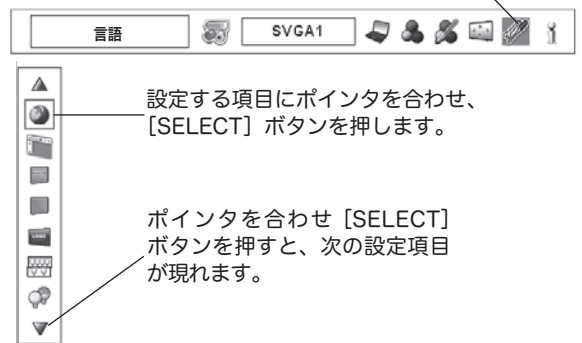 言語
SVGA1
設定する項目にポインタを合わせ、
[SELECT] ボタンを押します。
LOGO
ポインタを合わせ [SELECT]
ボタンを押すと、次の設定項目
が現れます。